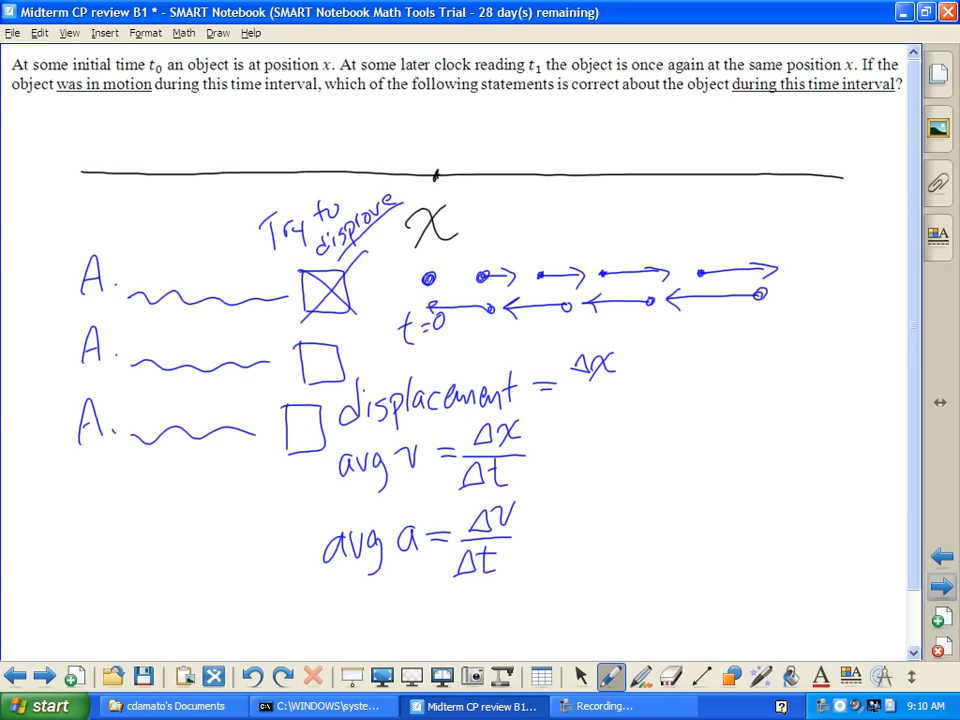 Midterm CP review B1 * - SMART Notebook (SMART Notebook Math Tools Trial - 28 day(s) remaining)
File Edit View Insert Format Math Draw Help
At some initial time t₀ an object is at position x. At some later clock reading t₁ the object is once again at the same position x. If the
object was in motion during this time interval, which of the following statements is correct about the object during this time interval?
Try to
disprove
x
A.
t=0
A.
displacement = Δx
A.
avg v = Δx/Δt
avg a = Δv/Δt
start cdamato's Documents C:\WINDOWS\syste... Midterm CP review B1... Recording... 9:10 AM